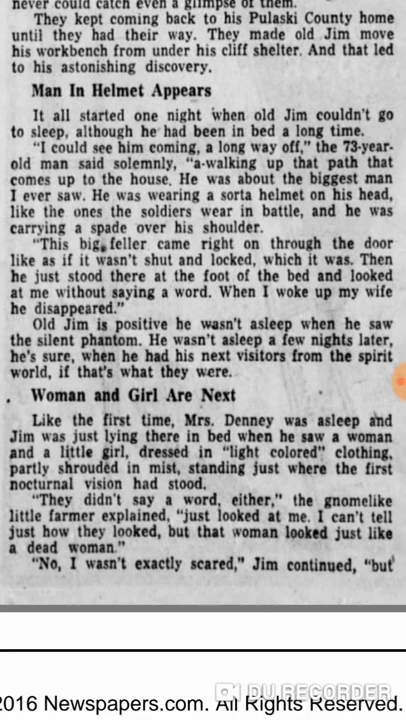 never could catch even a glimpse of them.
They kept coming back to his Pulaski County home
until they had their way. They made old Jim move
his workbench from under his cliff shelter. And that led
to his astonishing discovery.
Man In Helmet Appears
It all started one night when old Jim couldn't go
to sleep, although he had been in bed a long time.
"I could see him coming, a long way off," the 73-year-
old man said solemnly, "a-walking up that path that
comes up to the house. He was about the biggest man
I ever saw. He was wearing a sorta helmet on his head,
like the ones the soldiers wear in battle, and he was
carrying a spade over his shoulder.
"This big feller came right on through the door
like as if it wasn't shut and locked, which it was. Then
he just stood there at the foot of the bed and looked
at me without saying a word. When I woke up my wife
he disappeared."
Old Jim is positive he wasn't asleep when he saw
the silent phantom. He wasn't asleep a few nights later,
he's sure, when he had his next visitors from the spirit
world, if that's what they were.
Woman and Girl Are Next
Like the first time, Mrs. Denney was asleep and
Jim was just lying there in bed when he saw a woman
and a little girl, dressed in "light colored" clothing,
partly shrouded in mist, standing just where the first
nocturnal vision had stood.
"They didn't say a word, either," the gnomelike
little farmer explained, "just looked at me. I can't tell
just how they looked, but that woman looked just like
a dead woman."
"No, I wasn't exactly scared," Jim continued, "but
2016 Newspapers.com. All Rights Reserved.
DU RECORDER